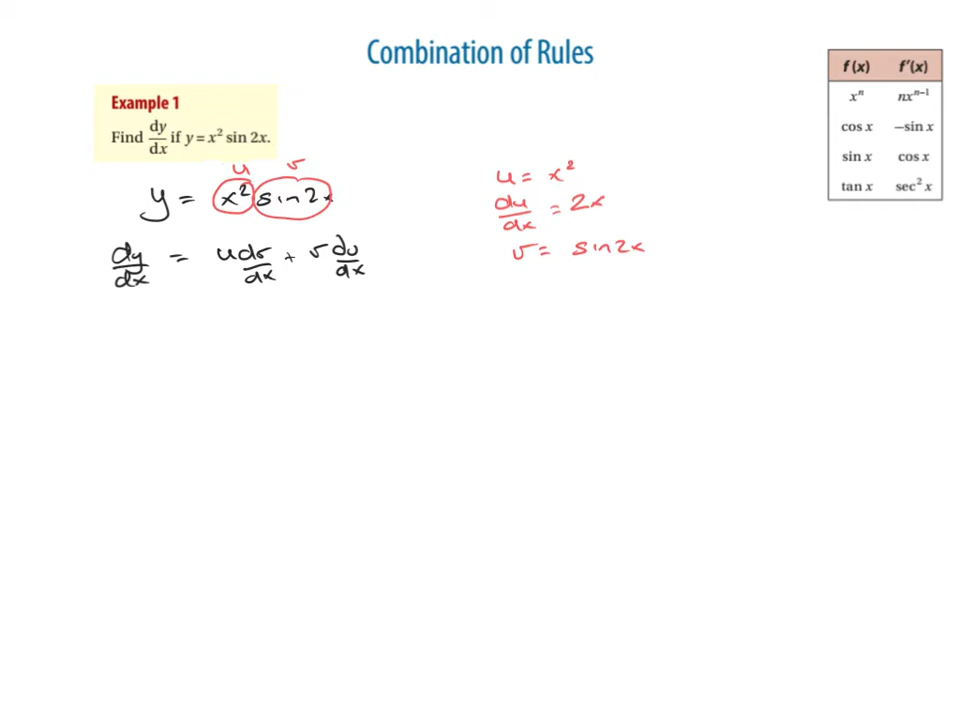 Combination of Rules
Example 1
Find dy/dx if y = x² sin 2x.
f(x) f′(x)
xⁿ nxⁿ⁻¹
cos x −sin x
sin x cos x
tan x sec² x
u v
y = x² sin 2x
dy/dx = u dv/dx + v du/dx
u = x²
du/dx = 2x
v = sin 2x